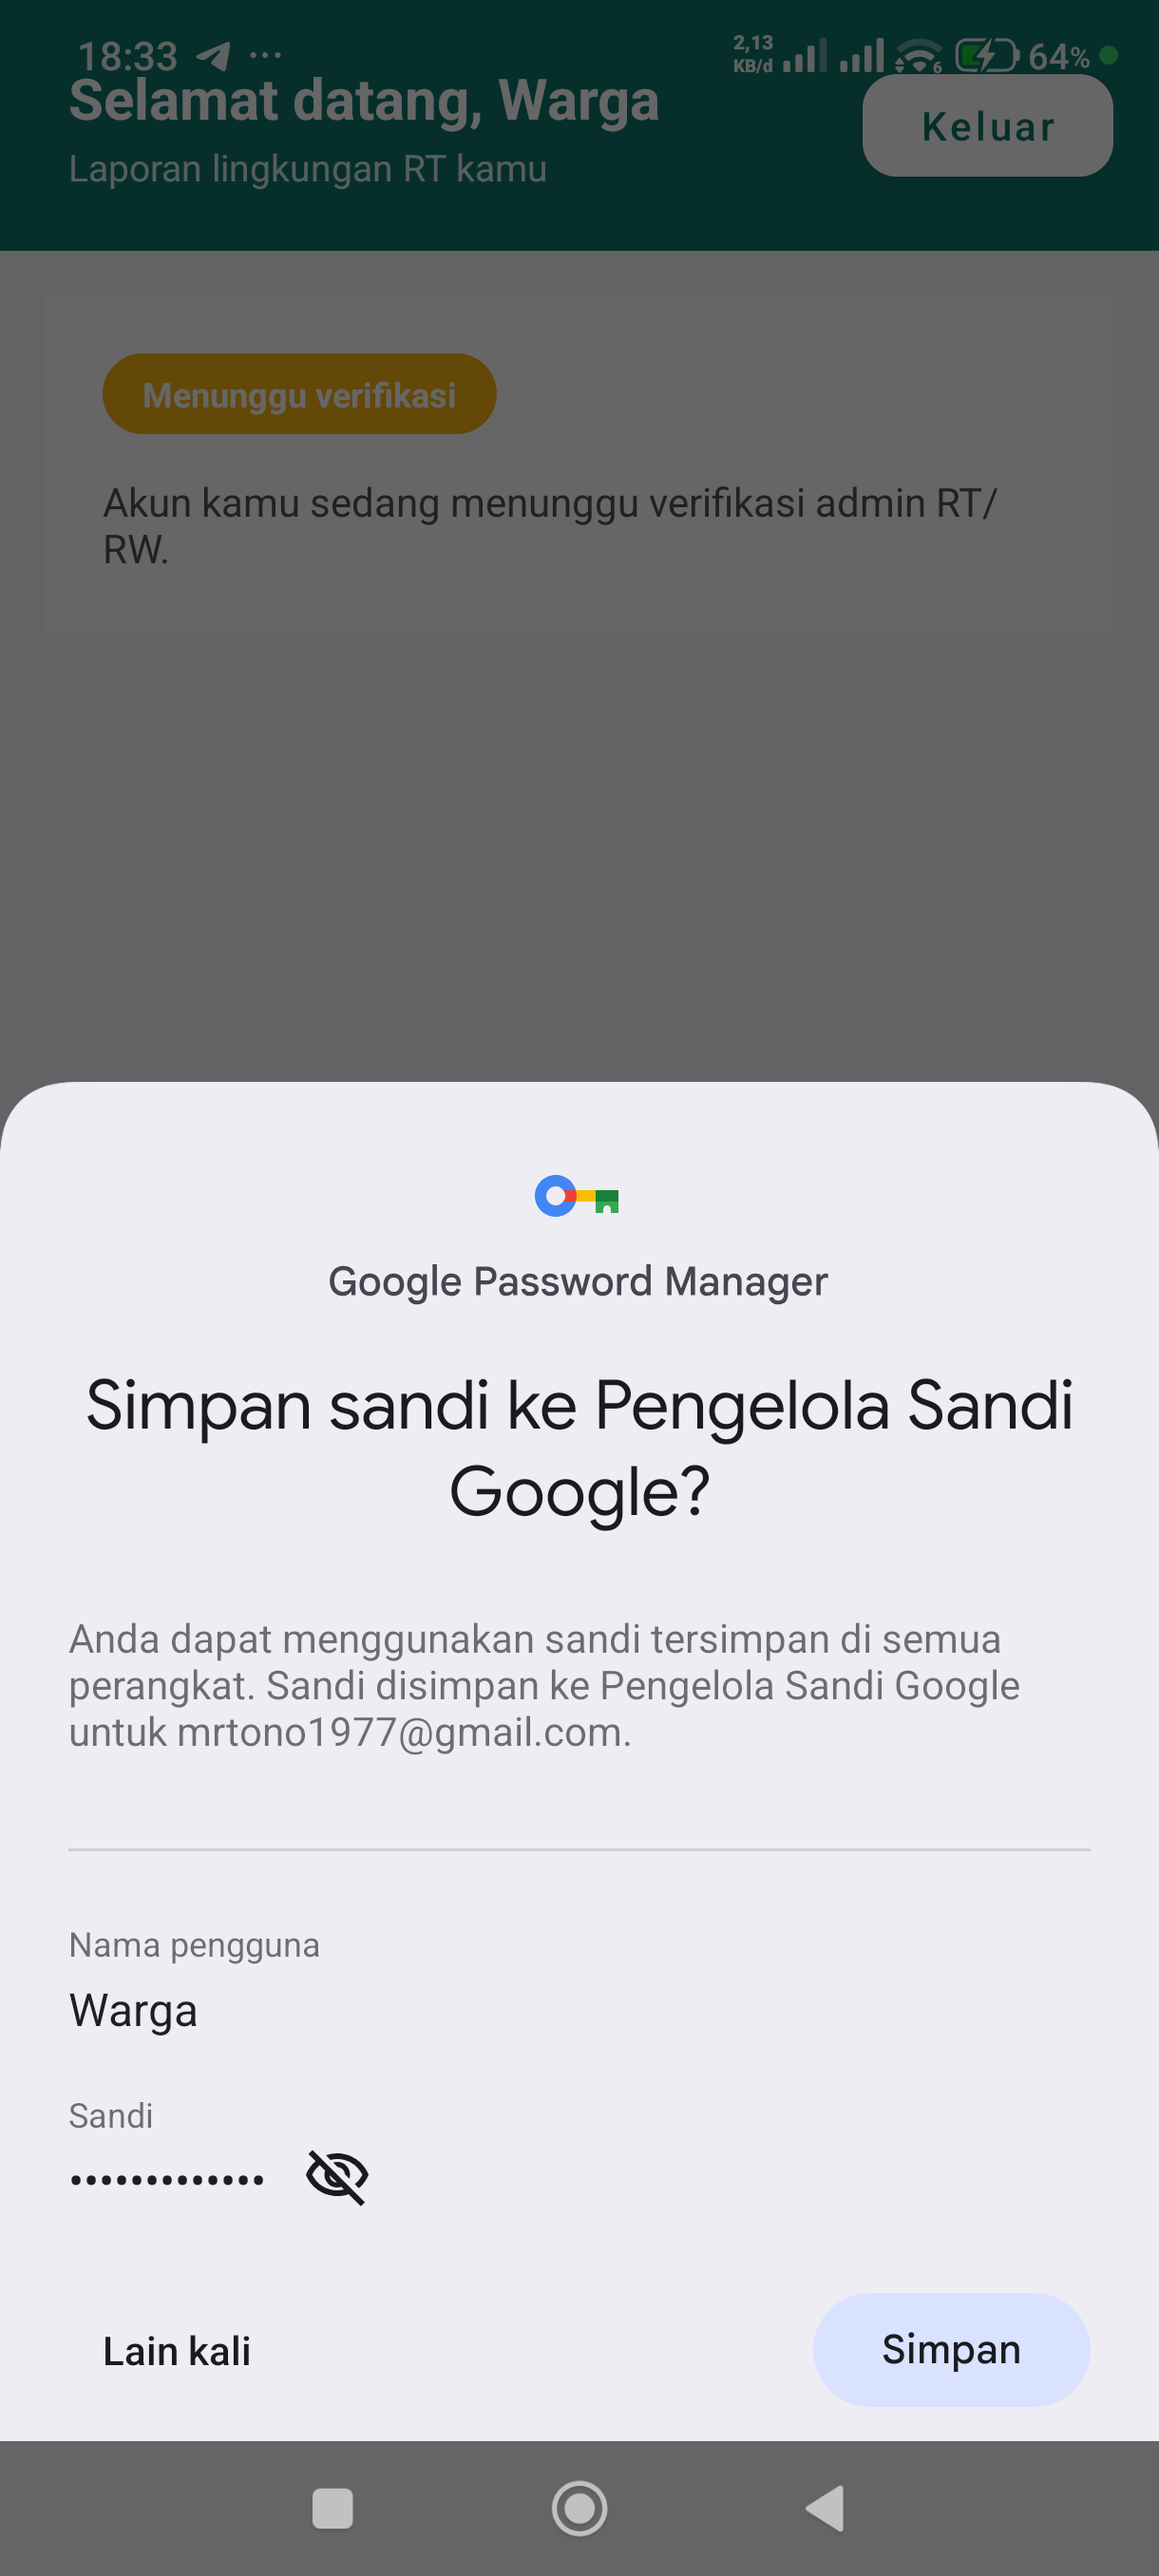 18:33
2,13
KB/d
6
64%
Selamat datang, Warga
Keluar
Laporan lingkungan RT kamu
Menunggu verifikasi
Akun kamu sedang menunggu verifikasi admin RT/
RW.
Google Password Manager
Simpan sandi ke Pengelola Sandi
Google?
Anda dapat menggunakan sandi tersimpan di semua
perangkat. Sandi disimpan ke Pengelola Sandi Google
untuk mrtono1977@gmail.com.
Nama pengguna
Warga
Sandi
•••••••••••••
Lain kali
Simpan